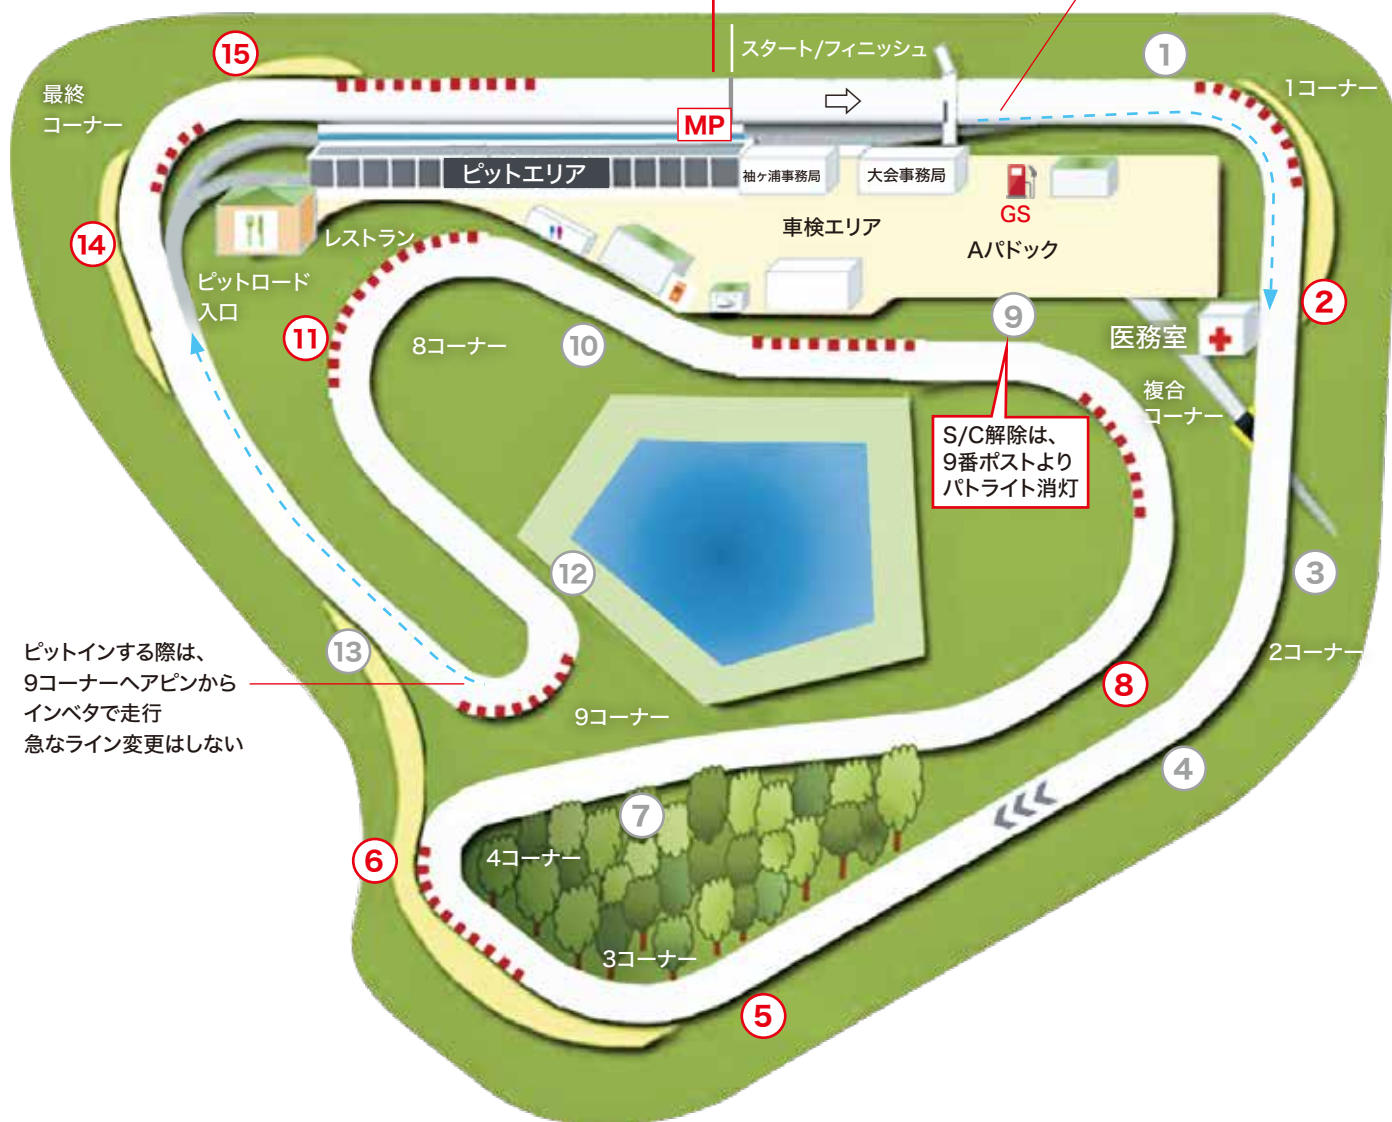 15
スタート/フィニッシュ
1
1コーナー
最終
コーナー
MP
ピットエリア
袖ヶ浦事務局
大会事務局
GS
車検エリア
Aパドック
14
レストラン
ピットロード
入口
2
医務室
11
8コーナー
10
9
複合
コーナー
S/C解除は、
9番ポストより
パトライト消灯
12
3
13
2コーナー
ピットインする際は、
9コーナーヘアピンから
インベタで走行
急なライン変更はしない
8
9コーナー
4
7
6
4コーナー
3コーナー
5